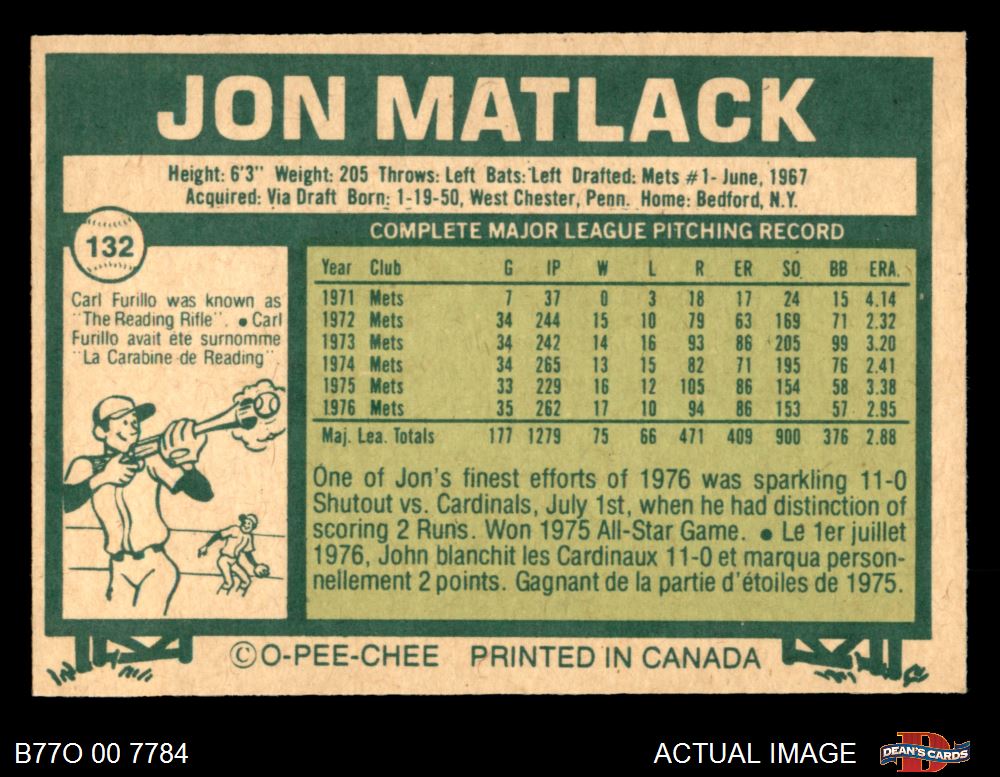 JON MATLACK
Height: 6'3" Weight: 205 Throws: Left Bats: Left Drafted: Mets #1- June, 1967
Acquired: Via Draft Born: 1-19-50, West Chester, Penn. Home: Bedford, N.Y.
132
Carl Furillo was known as
"The Reading Rifle". ● Carl
Furillo avait été surnomme
"La Carabine de Reading"
COMPLETE MAJOR LEAGUE PITCHING RECORD
Year Club G IP W L R ER SO BB ERA.
1971 Mets 7 37 0 3 18 17 24 15 4.14
1972 Mets 34 244 15 10 79 63 169 71 2.32
1973 Mets 34 242 14 16 93 86 205 99 3.20
1974 Mets 34 265 13 15 82 71 195 76 2.41
1975 Mets 33 229 16 12 105 86 154 58 3.38
1976 Mets 35 262 17 10 94 86 153 57 2.95
Maj. Lea. Totals 177 1279 75 66 471 409 900 376 2.88
One of Jon's finest efforts of 1976 was sparkling 11-0
Shutout vs. Cardinals, July 1st, when he had distinction of
scoring 2 Runs. Won 1975 All-Star Game. ● Le 1er juillet
1976, John blanchit les Cardinaux 11-0 et marqua person-
nellement 2 points. Gagnant de la partie d'étoiles de 1975.
© O-PEE-CHEE PRINTED IN CANADA
B77O 00 7784 ACTUAL IMAGE
D
DEAN'S CARDS